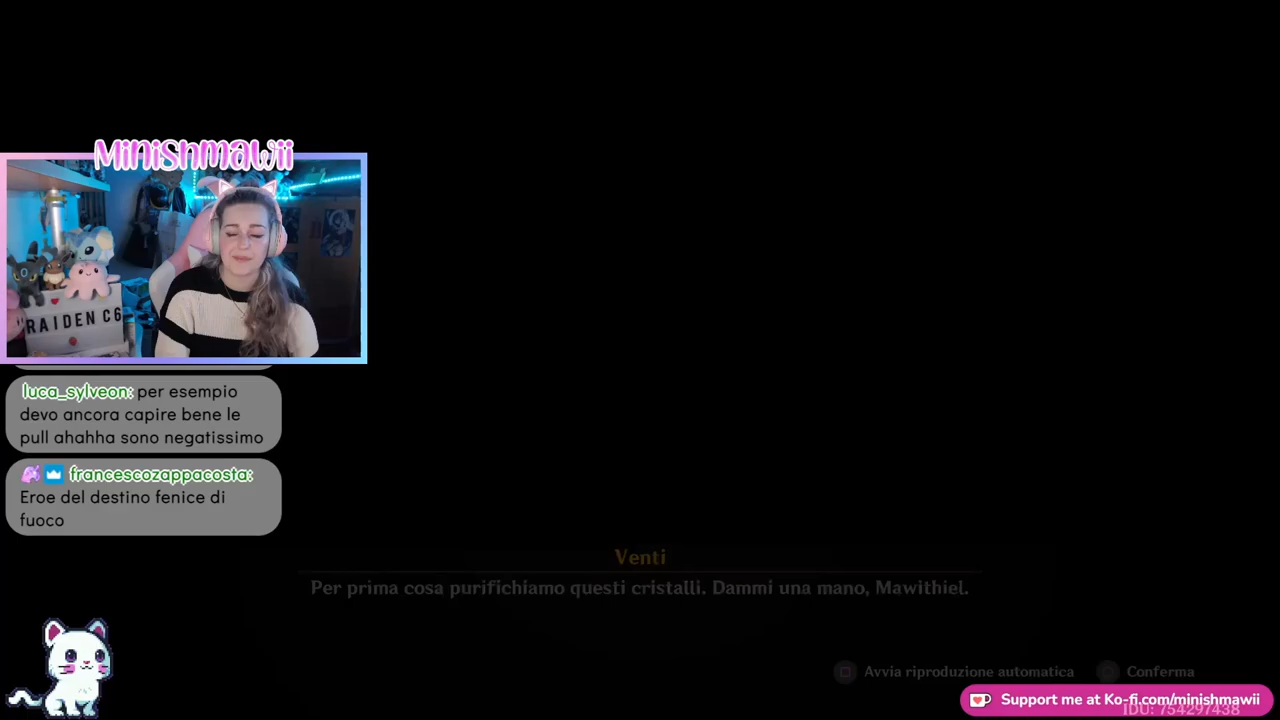 Minishmawii
RAIDEN C6
luca_sylveon: per esempio
devo ancora capire bene le
pull ahahha sono negatissimo
francescozappacosta:
Eroe del destino fenice di
fuoco
Venti
Per prima cosa purifichiamo questi cristalli. Dammi una mano, Mawithiel.
Avvia riproduzione automatica
Conferma
Support me at Ko-fi.com/minishmawii
IDU: 754297438